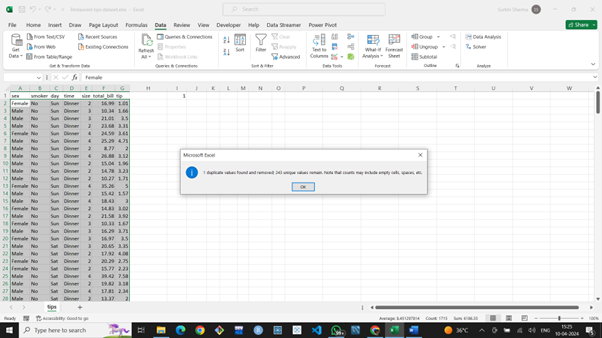 File Home Insert Draw Page Layout Formulas Data Review View Developer Help Data Streamer Power Pivot
Search
Share
Get Data
From Text/CSV
From Web
From Table/Range
Recent Sources
Existing Connections
Get & Transform Data
Refresh All
Queries & Connections
Properties
Workbook Links
Queries & Connections
Sort
Filter
Clear
Reapply
Advanced
Sort & Filter
Text to Columns
Data Tools
What-If Analysis
Forecast Sheet
Forecast
Group
Ungroup
Subtotal
Outline
Data Analysis
Solver
Analyze
Female
A B C D E F G H I J K L M N O P Q R S T U V W
1 sex smoker day time size total_bill tip 1
2 Female No Sun Dinner 2 16.99 1.01
3 Male No Sun Dinner 3 10.34 1.66
4 Male No Sun Dinner 3 21.01 3.5
5 Male No Sun Dinner 2 23.68 3.31
6 Female No Sun Dinner 4 24.59 3.61
7 Male No Sun Dinner 4 25.29 4.71
8 Male No Sun Dinner 2 8.77 2
9 Male No Sun Dinner 4 26.88 3.12
10 Male No Sun Dinner 2 15.04 1.96
11 Male No Sun Dinner 2 14.78 3.23
12 Male No Sun Dinner 2 10.27 1.71
13 Female No Sun Dinner 4 35.26 5
14 Male No Sun Dinner 2 15.42 1.57
15 Male No Sun Dinner 4 18.43 3
16 Female No Sun Dinner 2 14.83 3.02
17 Male No Sun Dinner 2 21.58 3.92
18 Female No Sun Dinner 3 10.33 1.67
19 Male No Sun Dinner 3 16.29 3.71
20 Female No Sun Dinner 3 16.97 3.5
21 Male No Sat Dinner 3 20.65 3.35
22 Male No Sat Dinner 2 17.92 4.08
23 Female No Sat Dinner 2 20.29 2.75
24 Female No Sat Dinner 2 15.77 2.23
25 Male No Sat Dinner 4 39.42 7.58
26 Male No Sat Dinner 2 19.82 3.18
27 Male No Sat Dinner 4 17.81 2.34
28 Male No Sat Dinner 2 13.37 2
Microsoft Excel
1 duplicate values found and removed; 245 unique values remain. Note that counts may include empty cells, spaces, etc.
OK
tips
Ready Accessibility: Good to go
Count: 1715
100%
Type here to search
99+
36°C
ENG
15:25
10-04-2024